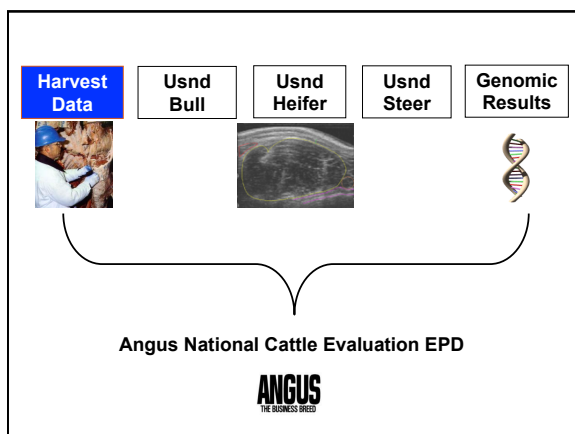 Harvest
Data
Usnd
Bull
Usnd
Heifer
Usnd
Steer
Genomic
Results
Angus National Cattle Evaluation EPD
ANGUS
THE BUSINESS BREED